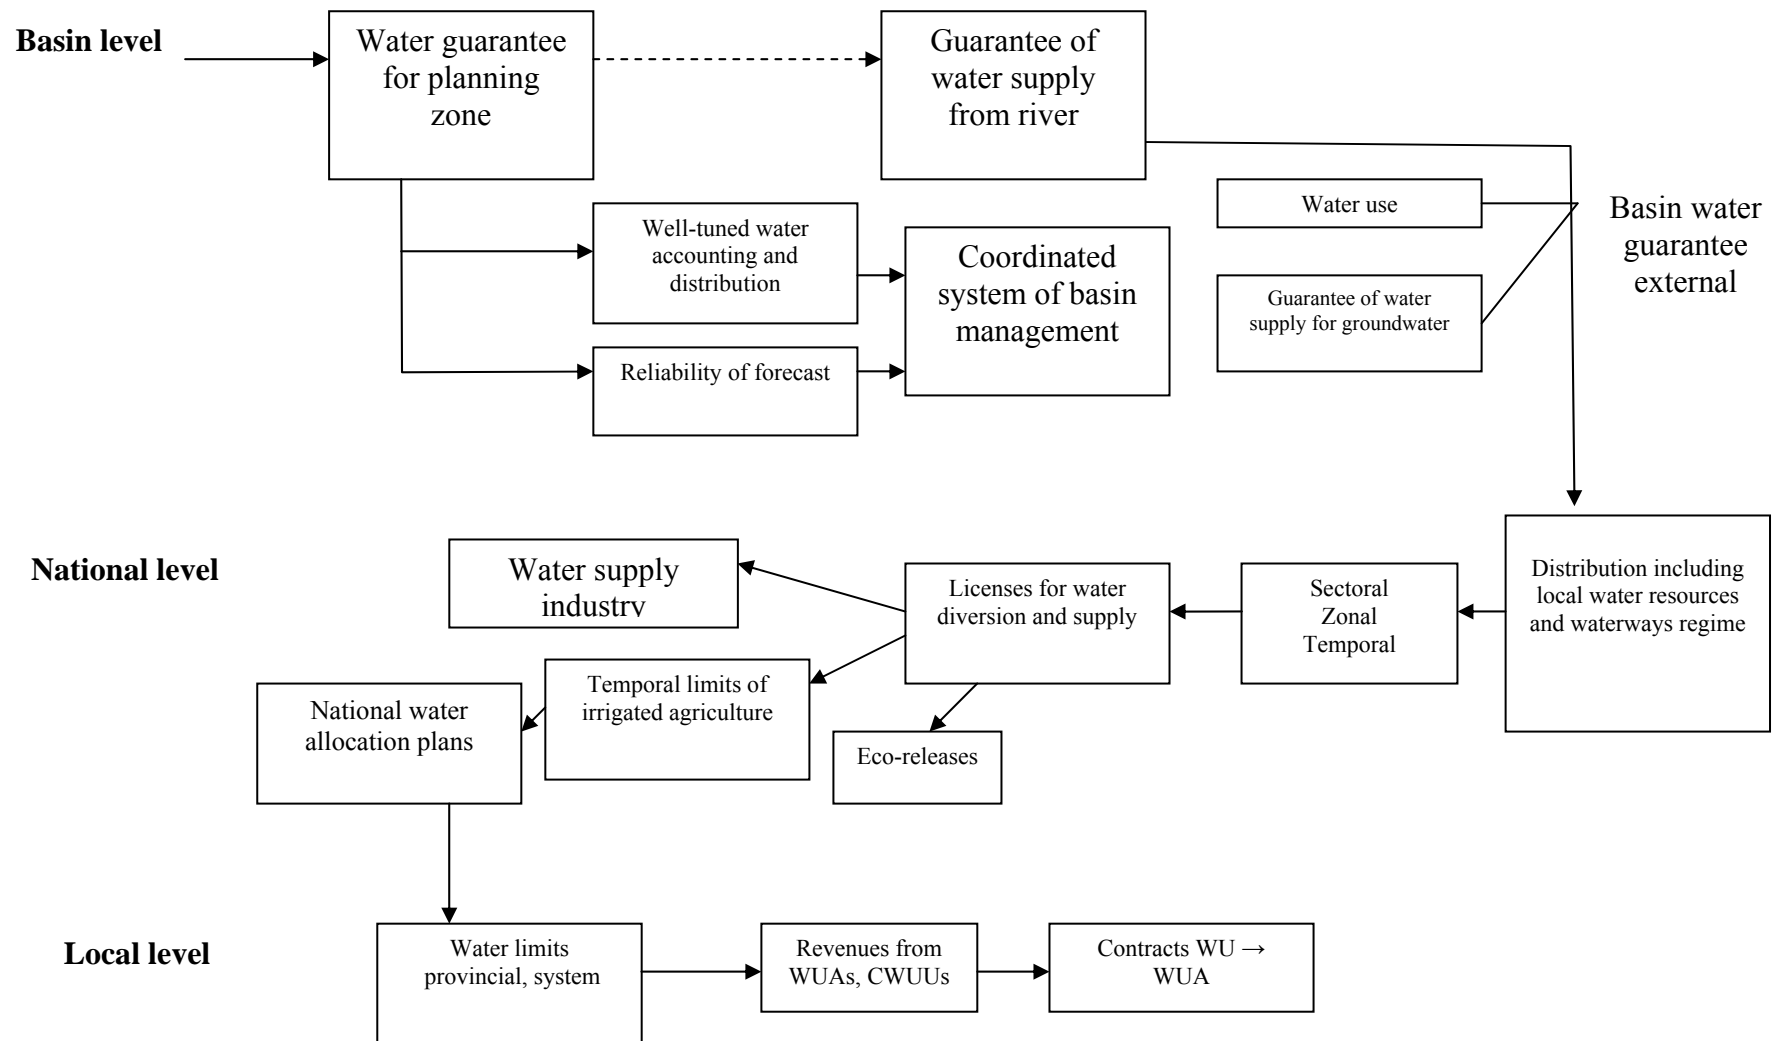 Basin level
Water guarantee
for planning
zone
Guarantee of
water supply
from river
Water use
Basin water
guarantee
external
Well-tuned water
accounting and
distribution
Coordinated
system of basin
management
Guarantee of water
supply for groundwater
Reliability of forecast
National level
Water supply
industry
Licenses for water
diversion and supply
Sectoral
Zonal
Temporal
Distribution including
local water resources
and waterways regime
National water
allocation plans
Temporal limits of
irrigated agriculture
Eco-releases
Local level
Water limits
provincial, system
Revenues from
WUAs, CWUUs
Contracts WU →
WUA